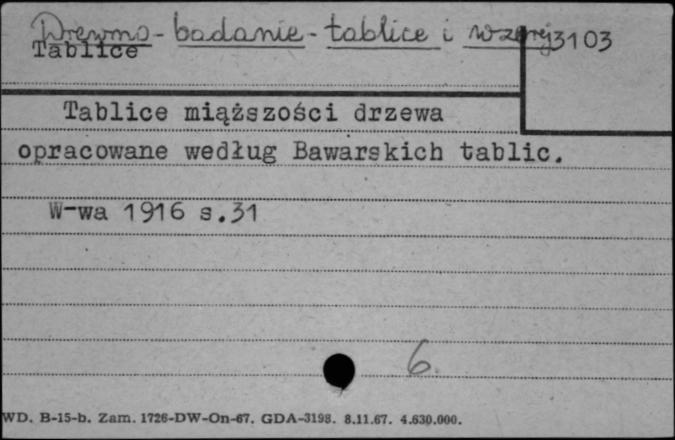 Drewno - badanie - tablice i wzory 3103
Tablice
Tablice miąższości drzewa
opracowane według Bawarskich tablic.
W-wa 1916 s.31
6.
WD. B-15-b. Zam. 1726-DW-On-67. GDA-3198. 8.11.67. 4.630.000.